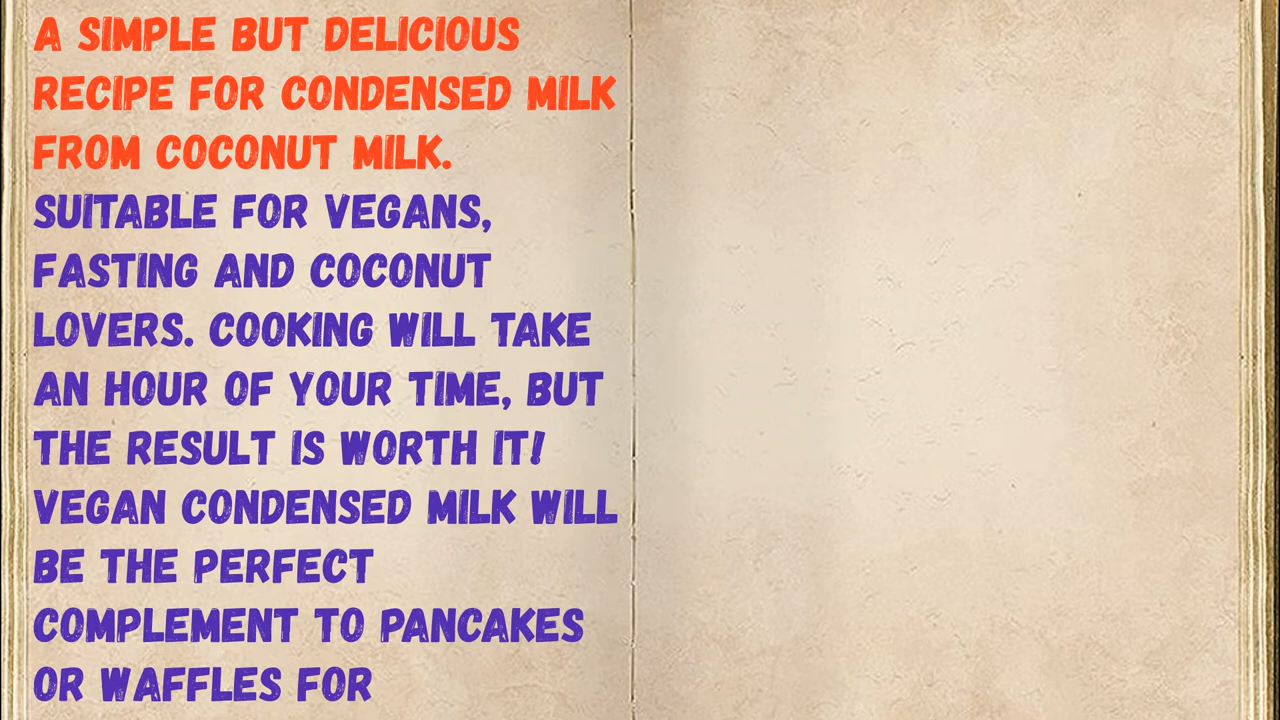 A SIMPLE BUT DELICIOUS
RECIPE FOR CONDENSED MILK
FROM COCONUT MILK.
SUITABLE FOR VEGANS,
FASTING AND COCONUT
LOVERS. COOKING WILL TAKE
AN HOUR OF YOUR TIME, BUT
THE RESULT IS WORTH IT!
VEGAN CONDENSED MILK WILL
BE THE PERFECT
COMPLEMENT TO PANCAKES
OR WAFFLES FOR